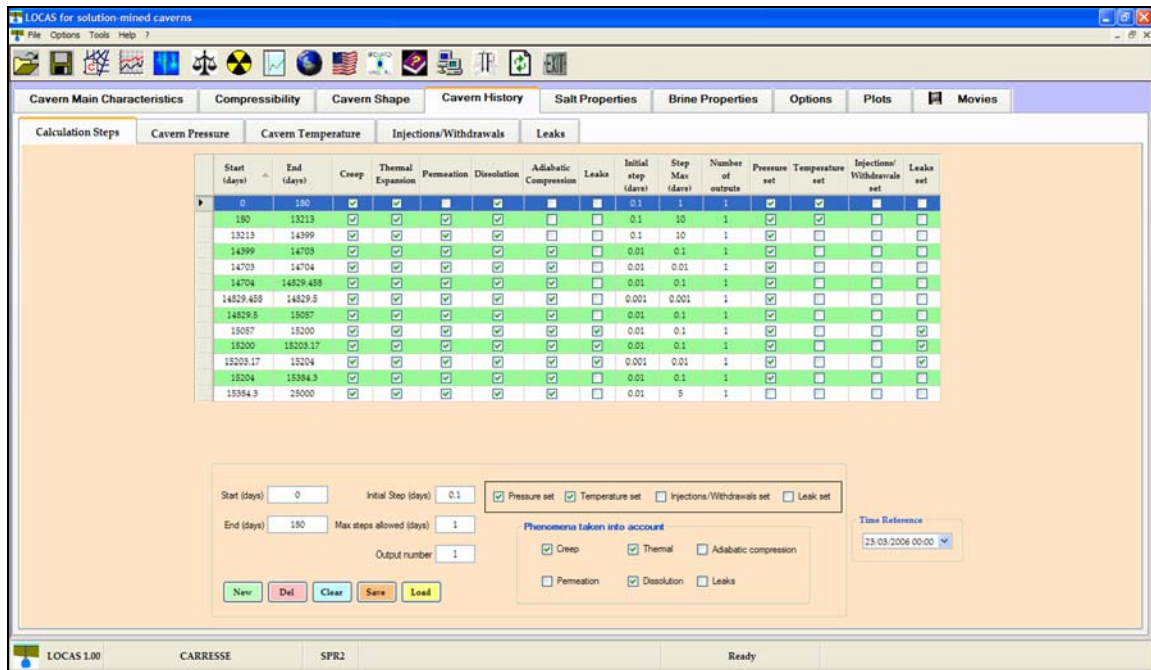 LOCAS for solution-mined caverns
File Options Tools Help ?
Cavern Main Characteristics Compressibility Cavern Shape Cavern History Salt Properties Brine Properties Options Plots Movies
Calculation Steps Cavern Pressure Cavern Temperature Injections/Withdrawals Leaks
Start (days) End (days) Creep Thermal Expansion Permeation Dissolution Adiabatic Compression Leaks Initial step (days) Step Max (days) Number of outputs Pressure set Temperature set Injections/Withdrawals set Leaks set
0 180 0.1 1 1
180 13213 0.1 10 1
13213 14399 0.1 10 1
14399 14703 0.01 0.1 1
14703 14704 0.01 0.01 1
14704 14829.458 0.01 0.1 1
14829.458 14829.5 0.001 0.001 1
14829.5 15057 0.01 0.1 1
15057 15200 0.01 0.1 1
15200 15203.17 0.01 0.1 1
15203.17 15204 0.001 0.01 1
15204 15384.3 0.01 0.1 1
15384.3 25000 0.01 5 1
Start (days) 0 Initial Step (days) 0.1 Pressure set Temperature set Injections/Withdrawals set Leak set
End (days) 180 Max steps allowed (days) 1 Phenomena taken into account Time Reference
Creep Thermal Adiabatic compression 23/03/2006 00:00
Output number 1
Permeation Dissolution Leaks
New Del Clear Save Load
LOCAS 1.00 CARRESSE SPR2 Ready